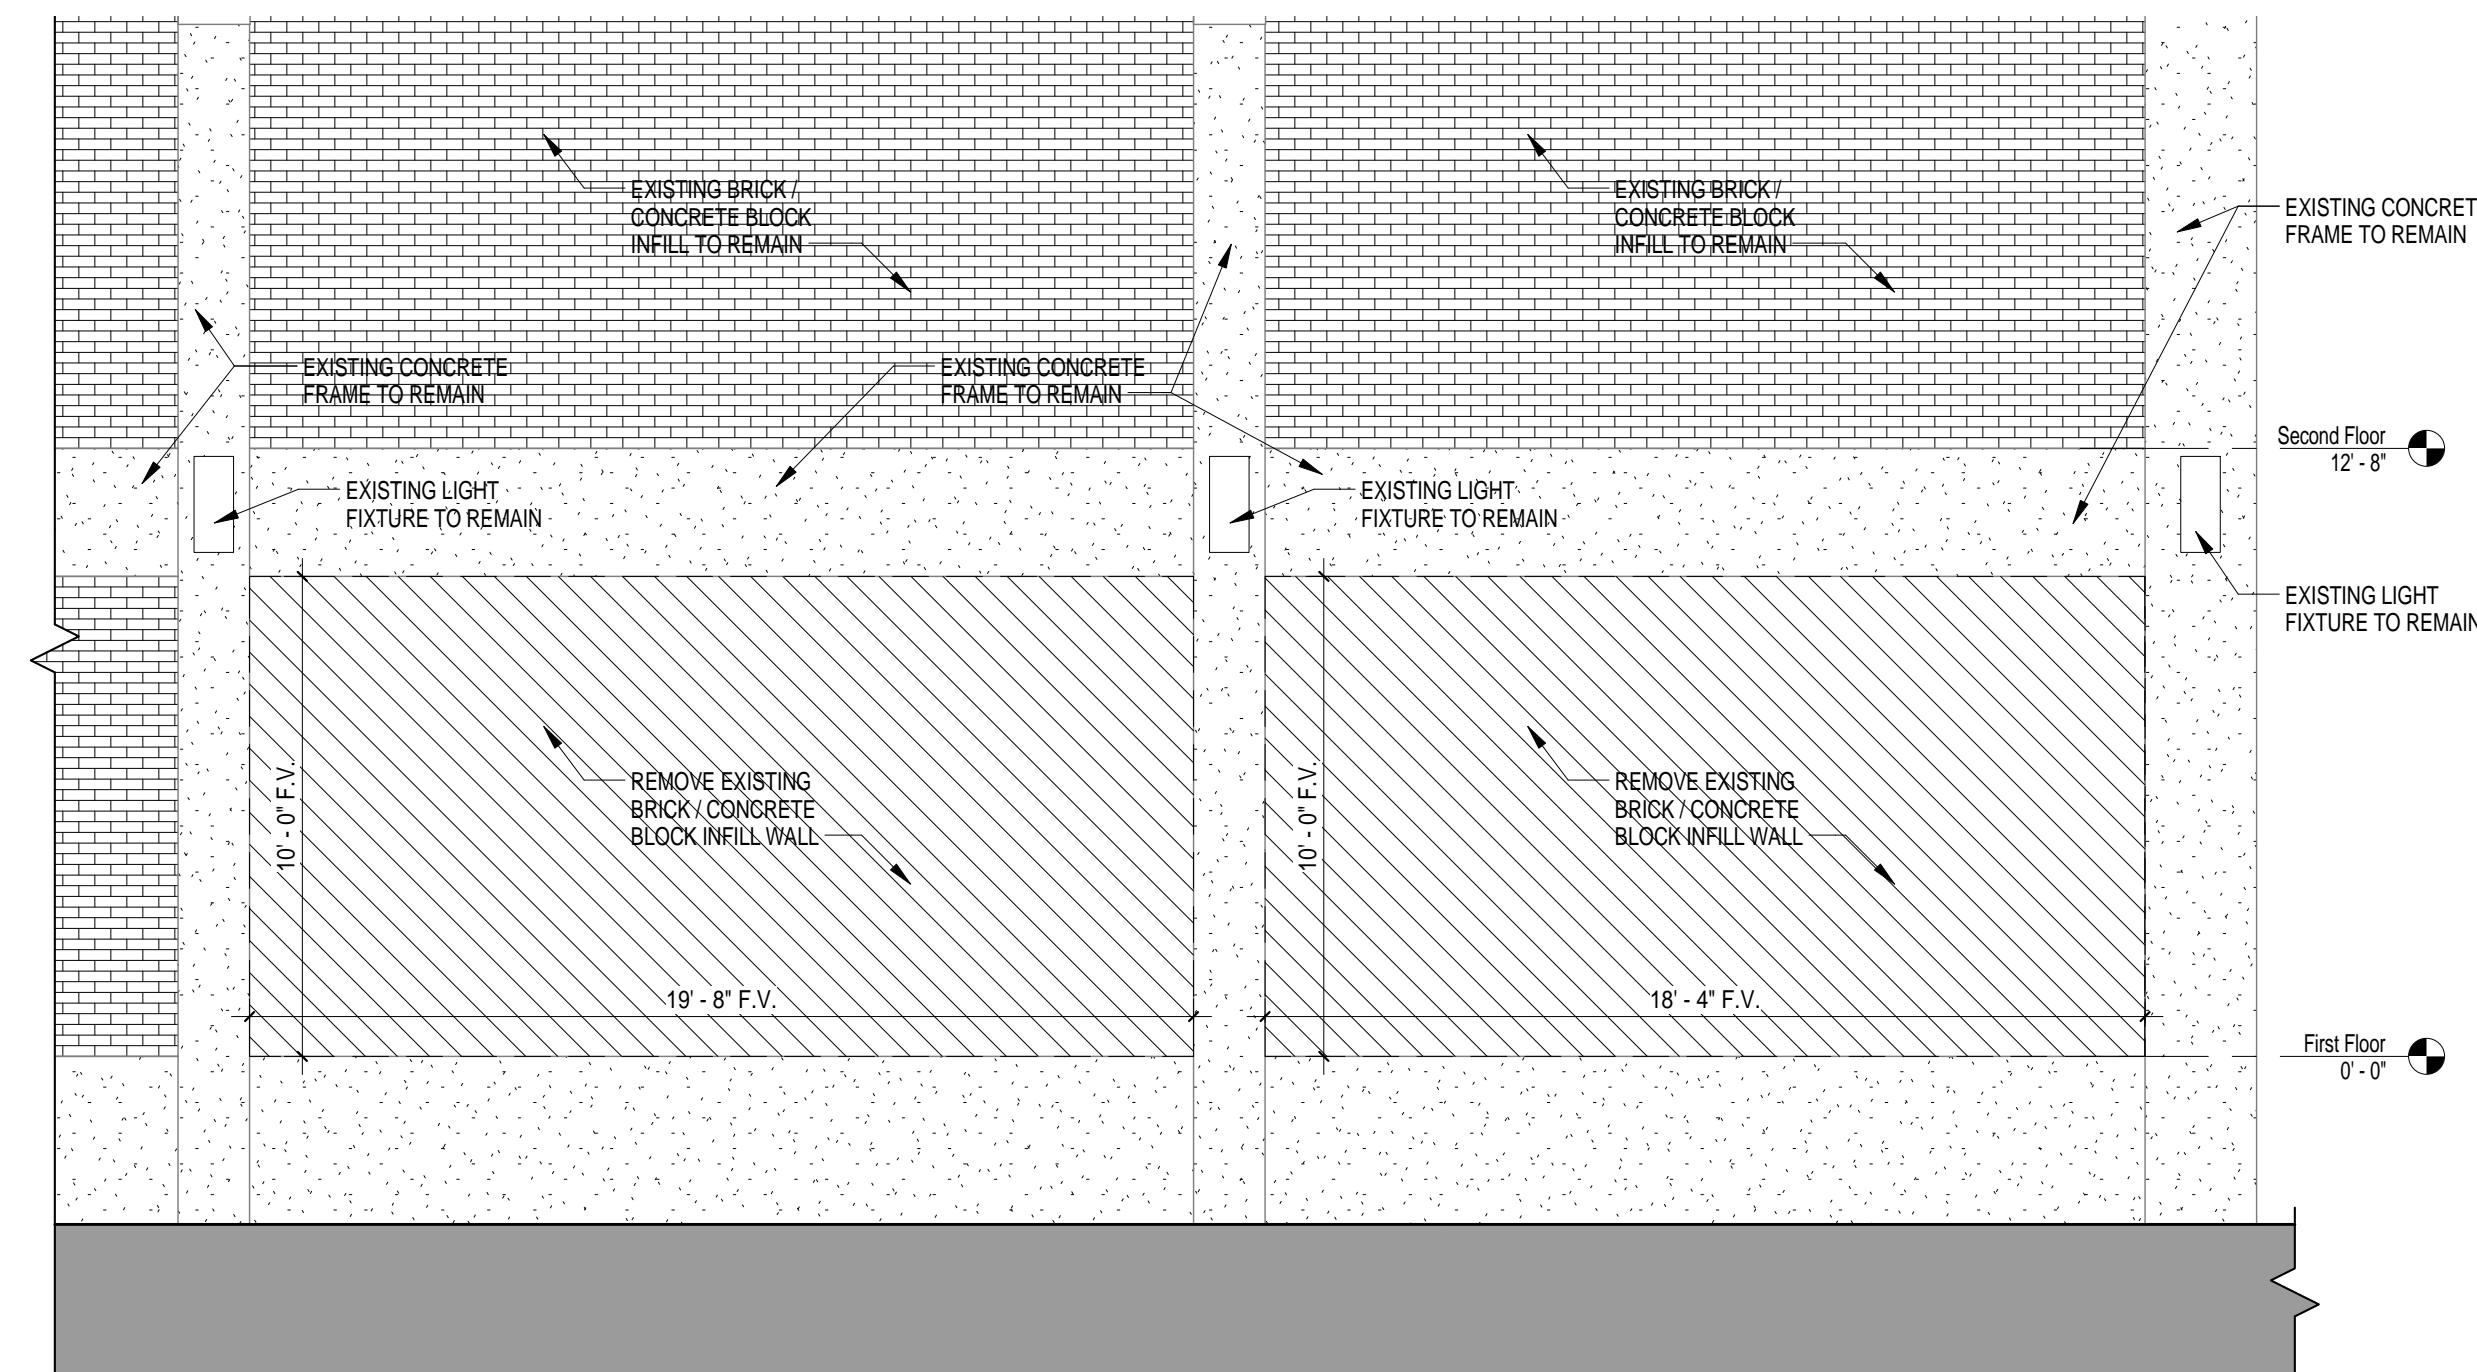 EXISTING BRICK /
CONCRETE BLOCK
INFILL TO REMAIN
EXISTING BRICK /
CONCRETE BLOCK
INFILL TO REMAIN
EXISTING CONCRET
FRAME TO REMAIN
EXISTING CONCRETE
FRAME TO REMAIN
EXISTING CONCRETE
FRAME TO REMAIN
Second Floor
12' - 8"
EXISTING LIGHT
FIXTURE TO REMAIN
EXISTING LIGHT
FIXTURE TO REMAIN
EXISTING LIGHT
FIXTURE TO REMAIN
10' - 0" F.V.
REMOVE EXISTING
BRICK / CONCRETE
BLOCK INFILL WALL
10' - 0" F.V.
REMOVE EXISTING
BRICK / CONCRETE
BLOCK INFILL WALL
19' - 8" F.V.
18' - 4" F.V.
First Floor
0' - 0"